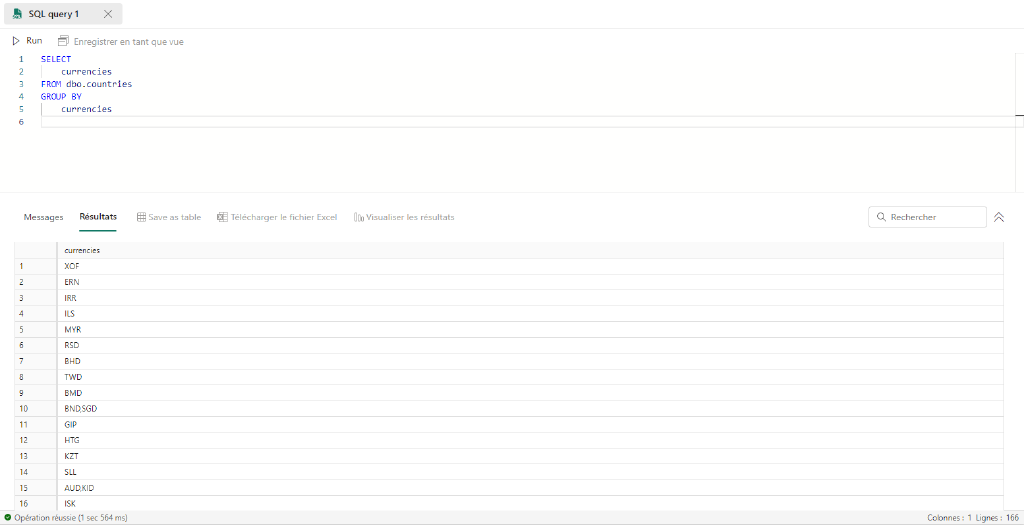 SQL query 1
Run Enregistrer en tant que vue
1 SELECT
2 currencies
3 FROM dbo.countries
4 GROUP BY
5 currencies
6
Messages Résultats Save as table Télécharger le fichier Excel Visualiser les résultats Rechercher
currencies
1 XOF
2 ERN
3 IRR
4 ILS
5 MYR
6 RSD
7 BHD
8 TWD
9 BMD
10 BND,SGD
11 GIP
12 HTG
13 KZT
14 SLL
15 AUD,KID
16 ISK
Opération réussie (1 sec 564 ms) Colonnes : 1 Lignes : 166